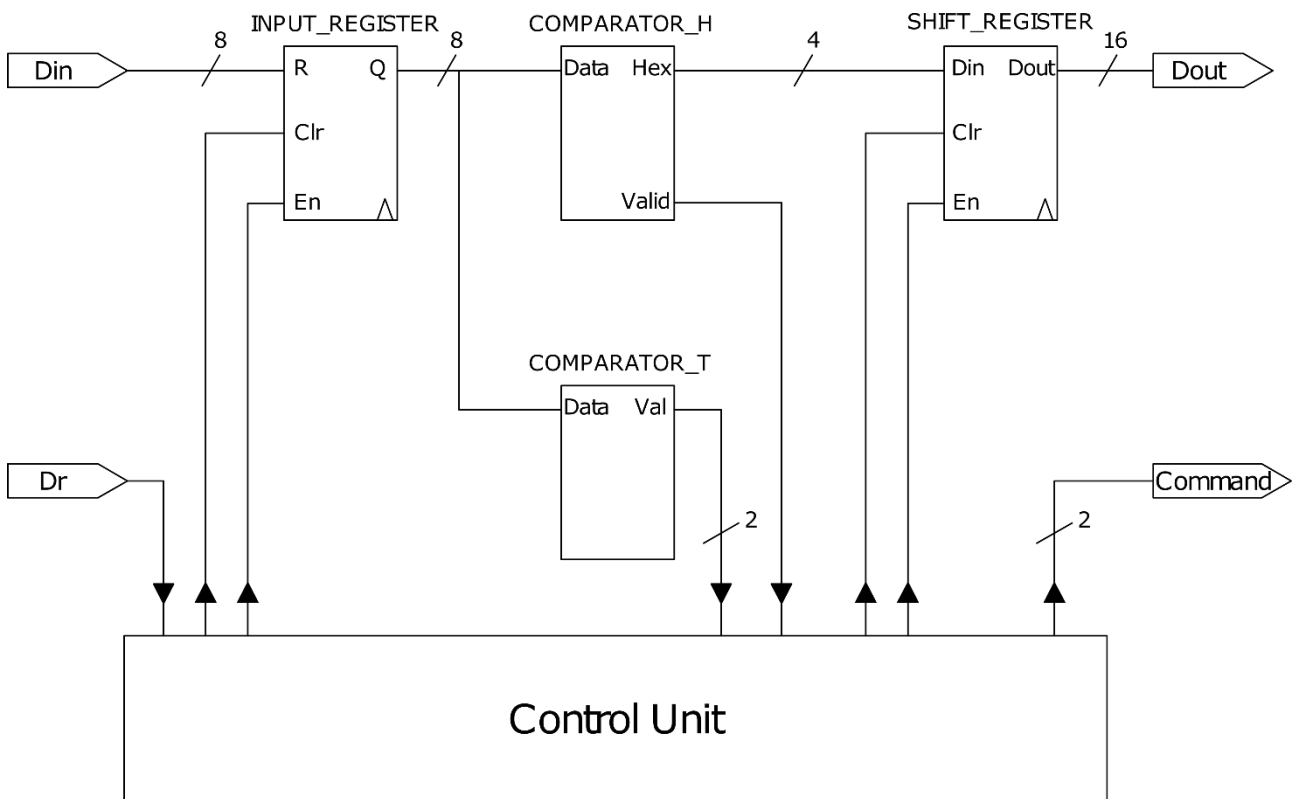 INPUT_REGISTER
COMPARATOR_H
SHIFT_REGISTER
Din
8
R
Q
8
Data
Hex
4
Din
Dout
16
Dout
Clr
Clr
En
Valid
En
COMPARATOR_T
Data
Val
Dr
2
2
Command
Control Unit